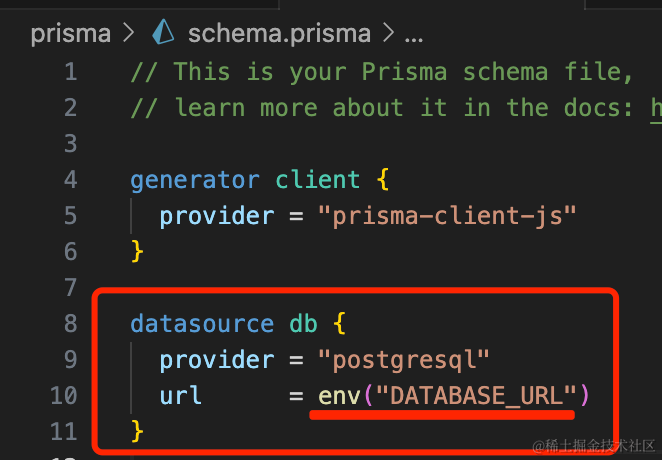 prisma > schema.prisma > ...
1 // This is your Prisma schema file,
2 // learn more about it in the docs: h
3
4 generator client {
5 provider = "prisma-client-js"
6 }
7
8 datasource db {
9 provider = "postgresql"
10 url = env("DATABASE_URL")
11 }
@稀土掘金技术社区